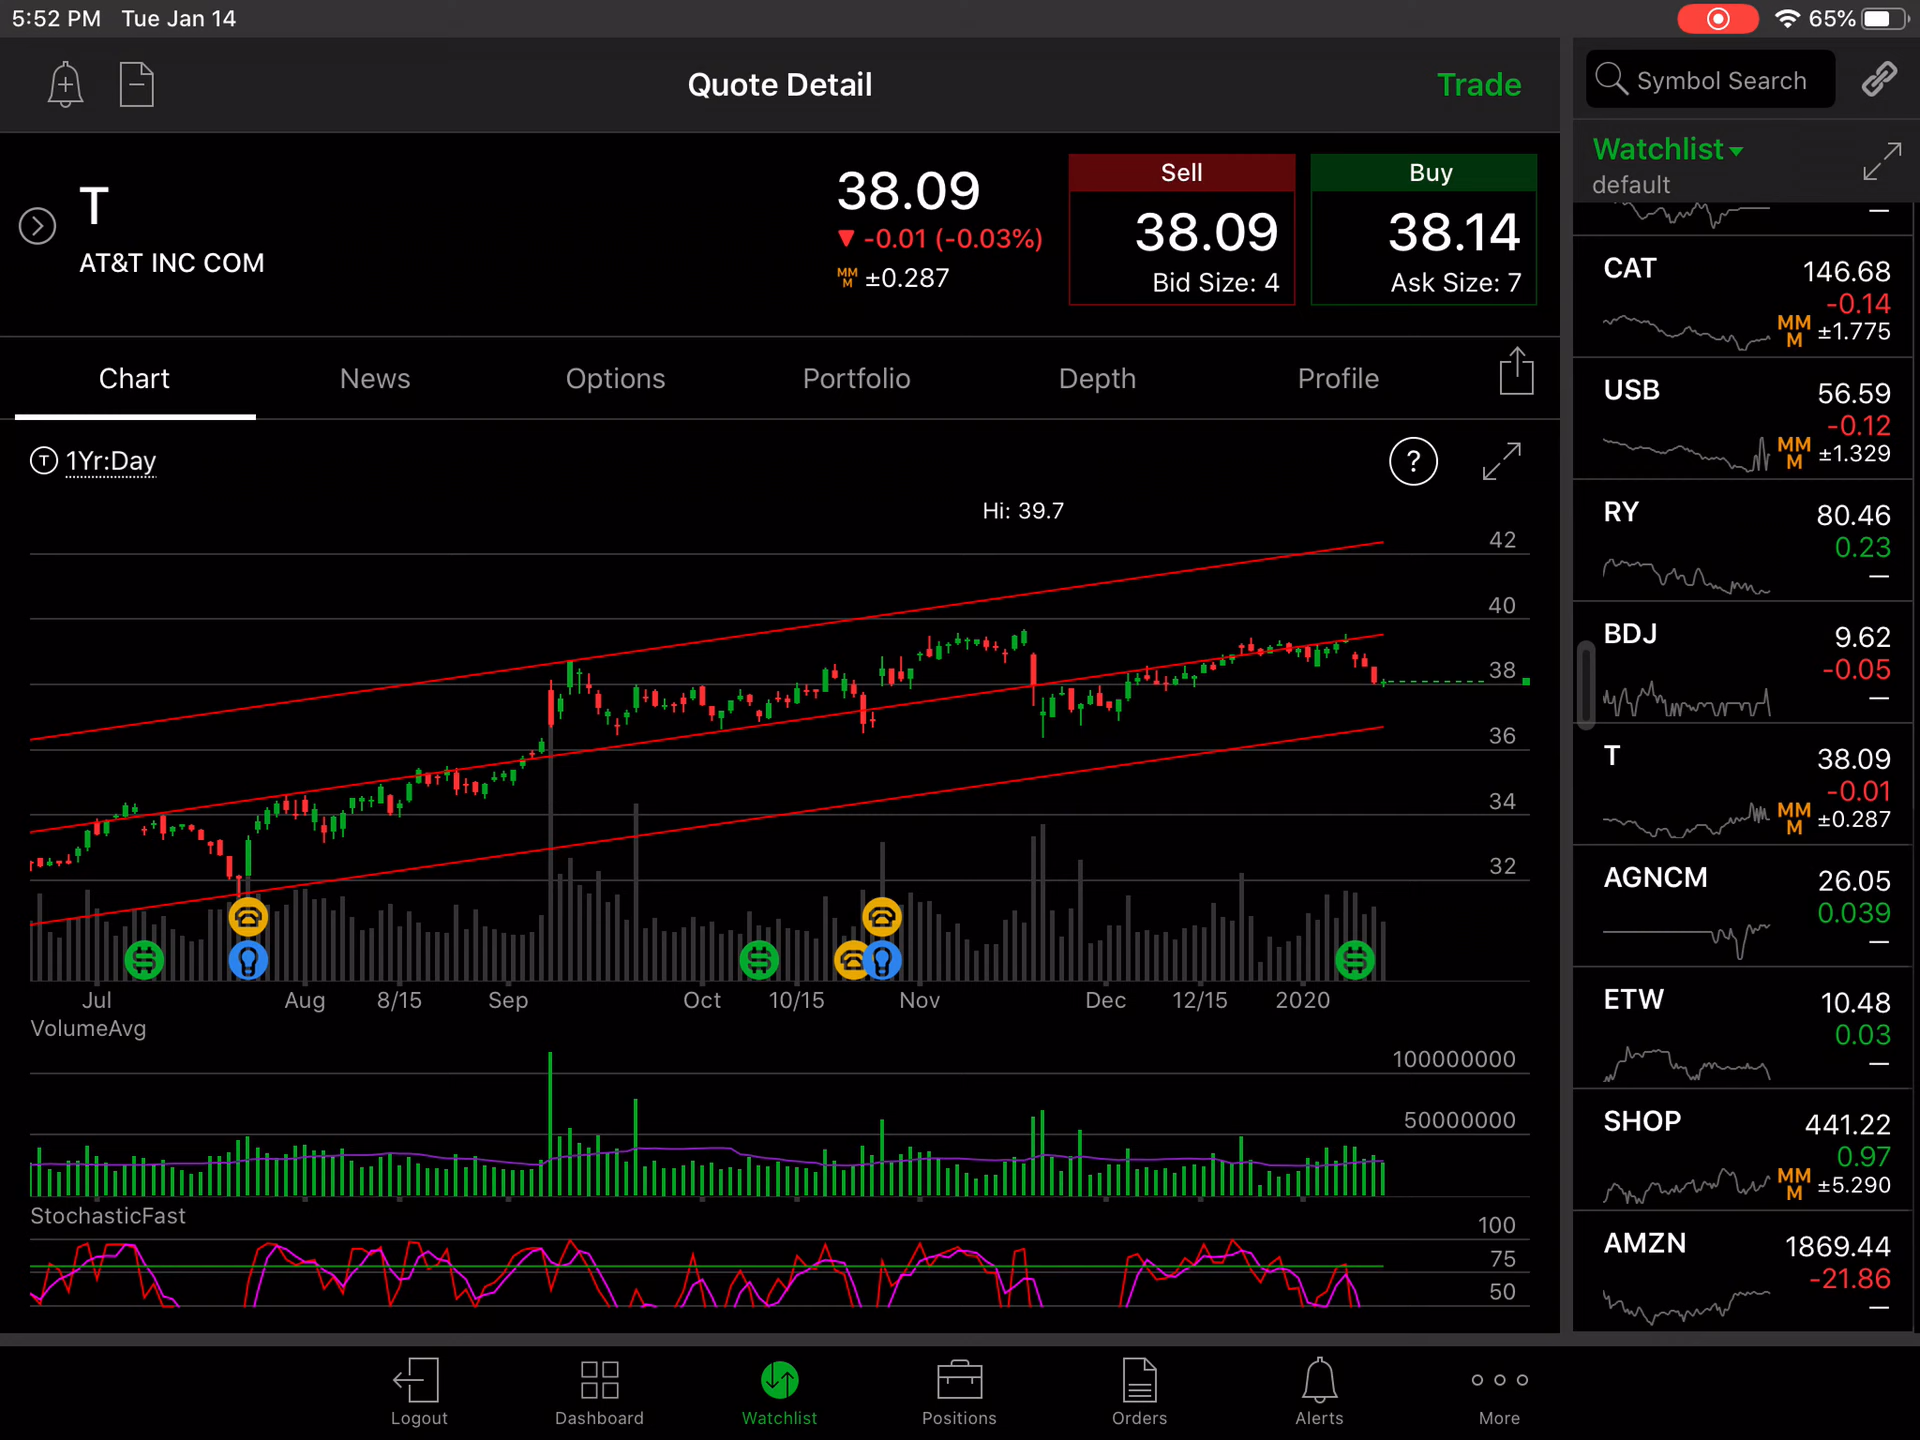 5:52 PM Tue Jan 14
65%
Quote Detail
Trade
Symbol Search
T
AT&T INC COM
38.09
-0.01 (-0.03%)
MM M ±0.287
Sell
38.09
Bid Size: 4
Buy
38.14
Ask Size: 7
Watchlist
default
Chart
News
Options
Portfolio
Depth
Profile
T 1Yr:Day
?
Hi: 39.7
42
40
38
36
34
32
Jul
Aug
8/15
Sep
Oct
10/15
Nov
Dec
12/15
2020
VolumeAvg
100000000
50000000
StochasticFast
100
75
50
CAT
146.68
-0.14
MM M ±1.775
USB
56.59
-0.12
MM M ±1.329
RY
80.46
0.23
—
BDJ
9.62
-0.05
—
T
38.09
-0.01
MM M ±0.287
AGNCM
26.05
0.039
—
ETW
10.48
0.03
—
SHOP
441.22
0.97
MM M ±5.290
AMZN
1869.44
-21.86
—
Logout
Dashboard
Watchlist
Positions
Orders
Alerts
More